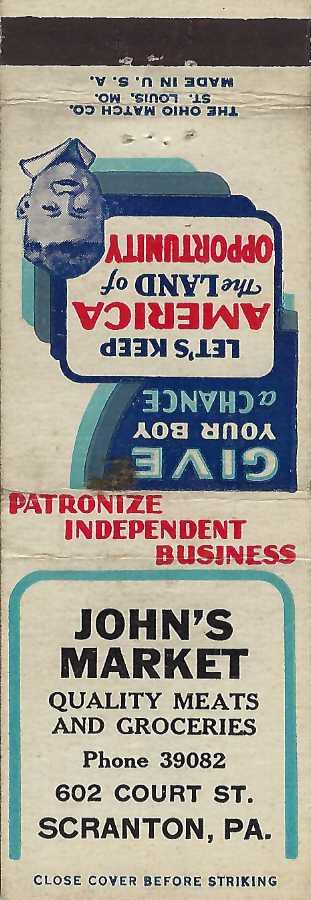 THE OHIO MATCH CO.
ST. LOUIS, MO.
MADE IN U. S. A.
GIVE
YOUR BOY
a CHANCE
LET'S KEEP
AMERICA
The LAND of
OPPORTUNITY
PATRONIZE
INDEPENDENT
BUSINESS
JOHN'S
MARKET
QUALITY MEATS
AND GROCERIES
Phone 39082
602 COURT ST.
SCRANTON, PA.
CLOSE COVER BEFORE STRIKING